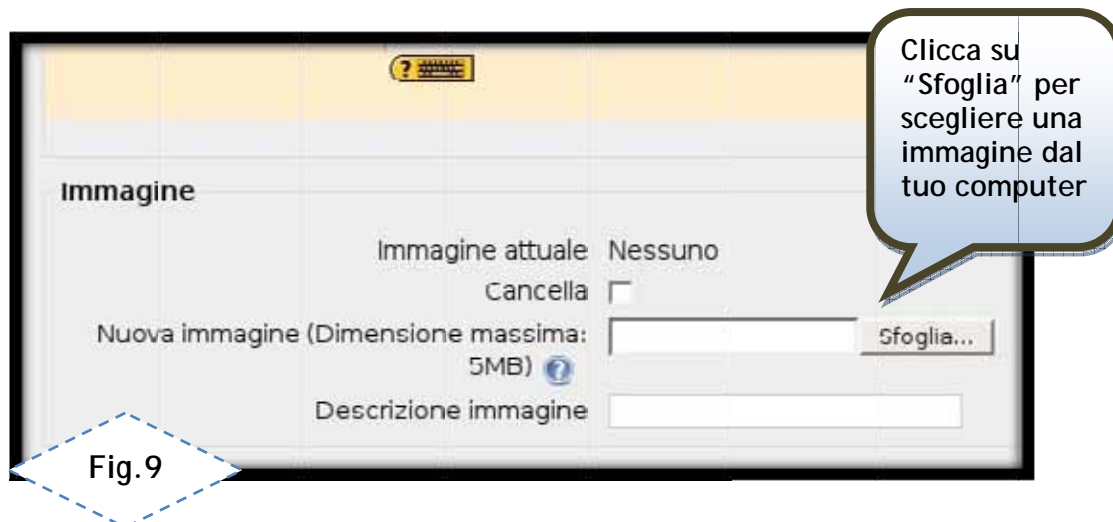 ?
Clicca su
“Sfoglia” per
scegliere una
immagine dal
tuo computer
Immagine
Immagine attuale Nessuno
Cancella
Nuova immagine (Dimensione massima: Sfoglia...
5MB) ?
Descrizione immagine
Fig.9